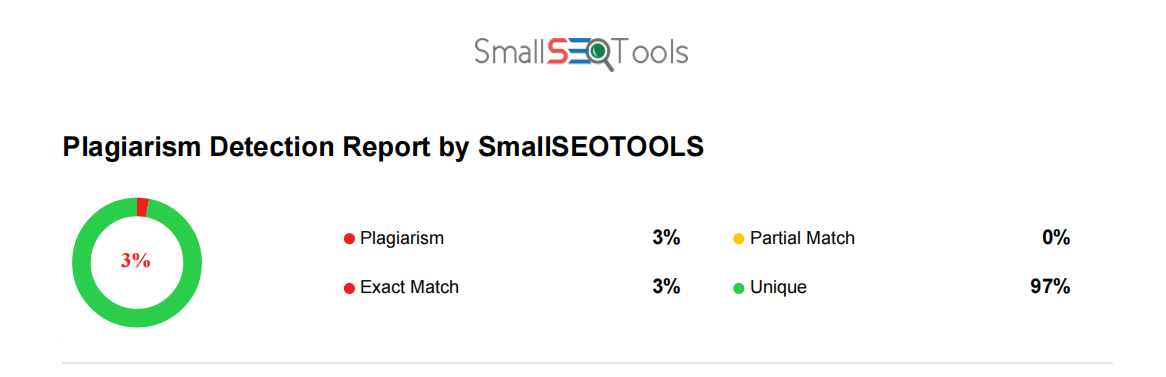 SmallSEOTools
Plagiarism Detection Report by SmallSEOTOOLS
3%
Plagiarism 3% Partial Match 0%
Exact Match 3% Unique 97%